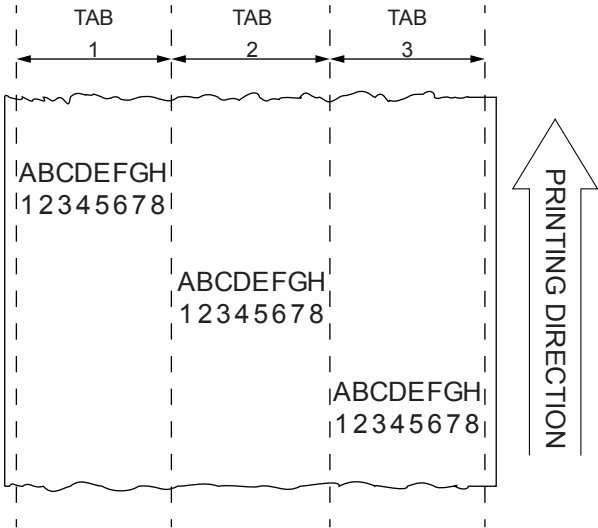 TAB TAB TAB
1 2 3
ABCDEFGH
12345678
ABCDEFGH
12345678
ABCDEFGH
12345678
PRINTING DIRECTION